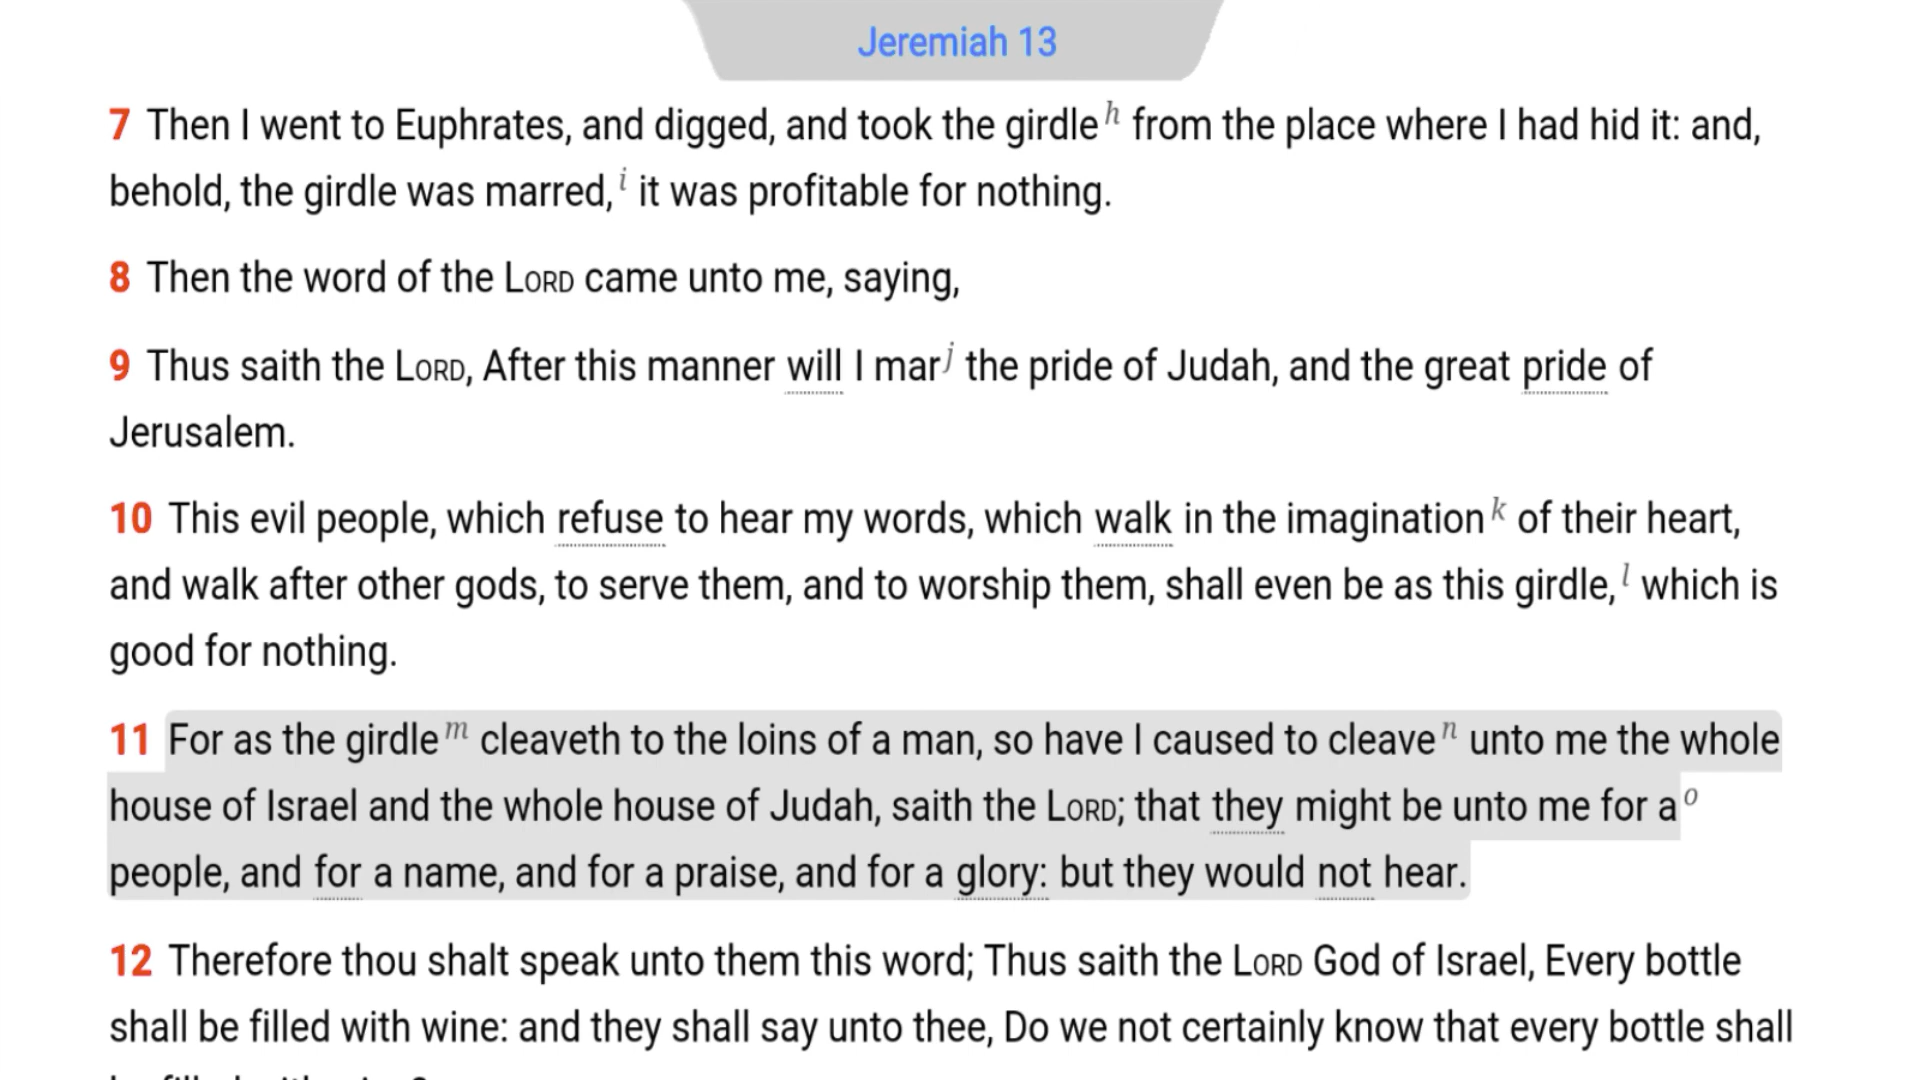 Jeremiah 13
7 Then I went to Euphrates, and digged, and took the girdle h from the place where I had hid it: and,
behold, the girdle was marred, i it was profitable for nothing.
8 Then the word of the LORD came unto me, saying,
9 Thus saith the LORD, After this manner will I mar j the pride of Judah, and the great pride of
Jerusalem.
10 This evil people, which refuse to hear my words, which walk in the imagination k of their heart,
and walk after other gods, to serve them, and to worship them, shall even be as this girdle, l which is
good for nothing.
11 For as the girdle m cleaveth to the loins of a man, so have I caused to cleave n unto me the whole
house of Israel and the whole house of Judah, saith the LORD; that they might be unto me for a o
people, and for a name, and for a praise, and for a glory: but they would not hear.
12 Therefore thou shalt speak unto them this word; Thus saith the LORD God of Israel, Every bottle
shall be filled with wine: and they shall say unto thee, Do we not certainly know that every bottle shall